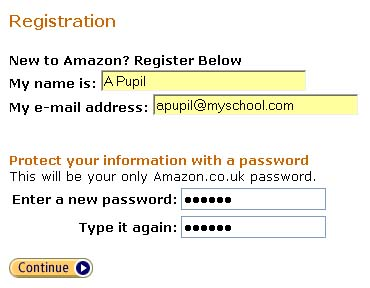 Registration
New to Amazon? Register Below
My name is: A Pupil
My e-mail address: apupil@myschool.com
Protect your information with a password
This will be your only Amazon.co.uk password.
Enter a new password: ●●●●●●
Type it again: ●●●●●●
Continue